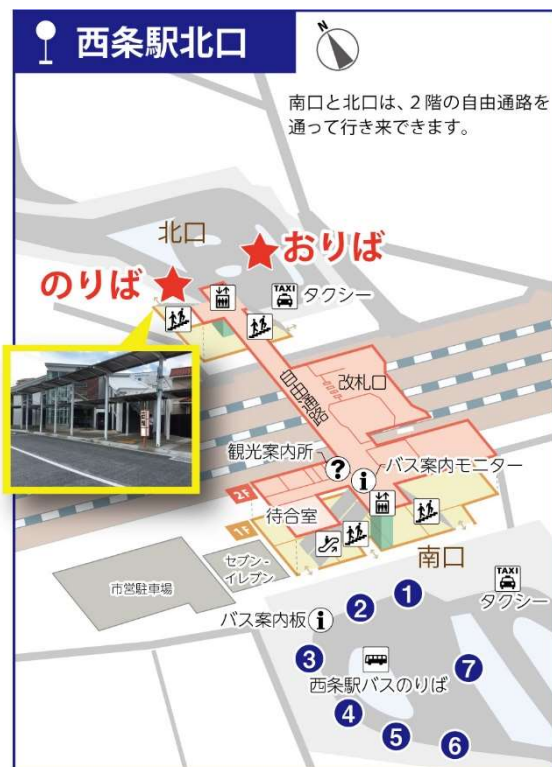 西条駅北口
N
南口と北口は、2階の自由通路を
通って行き来できます。
北口
おりば
のりば
TAXI
タクシー
自由通路
改札口
観光案内所
?
i
バス案内モニター
2F
1F
待合室
南口
セブン-
イレブン
市営駐車場
TAXI
タクシー
バス案内板
i
1
2
3
7
西条駅バスのりば
4
5
6